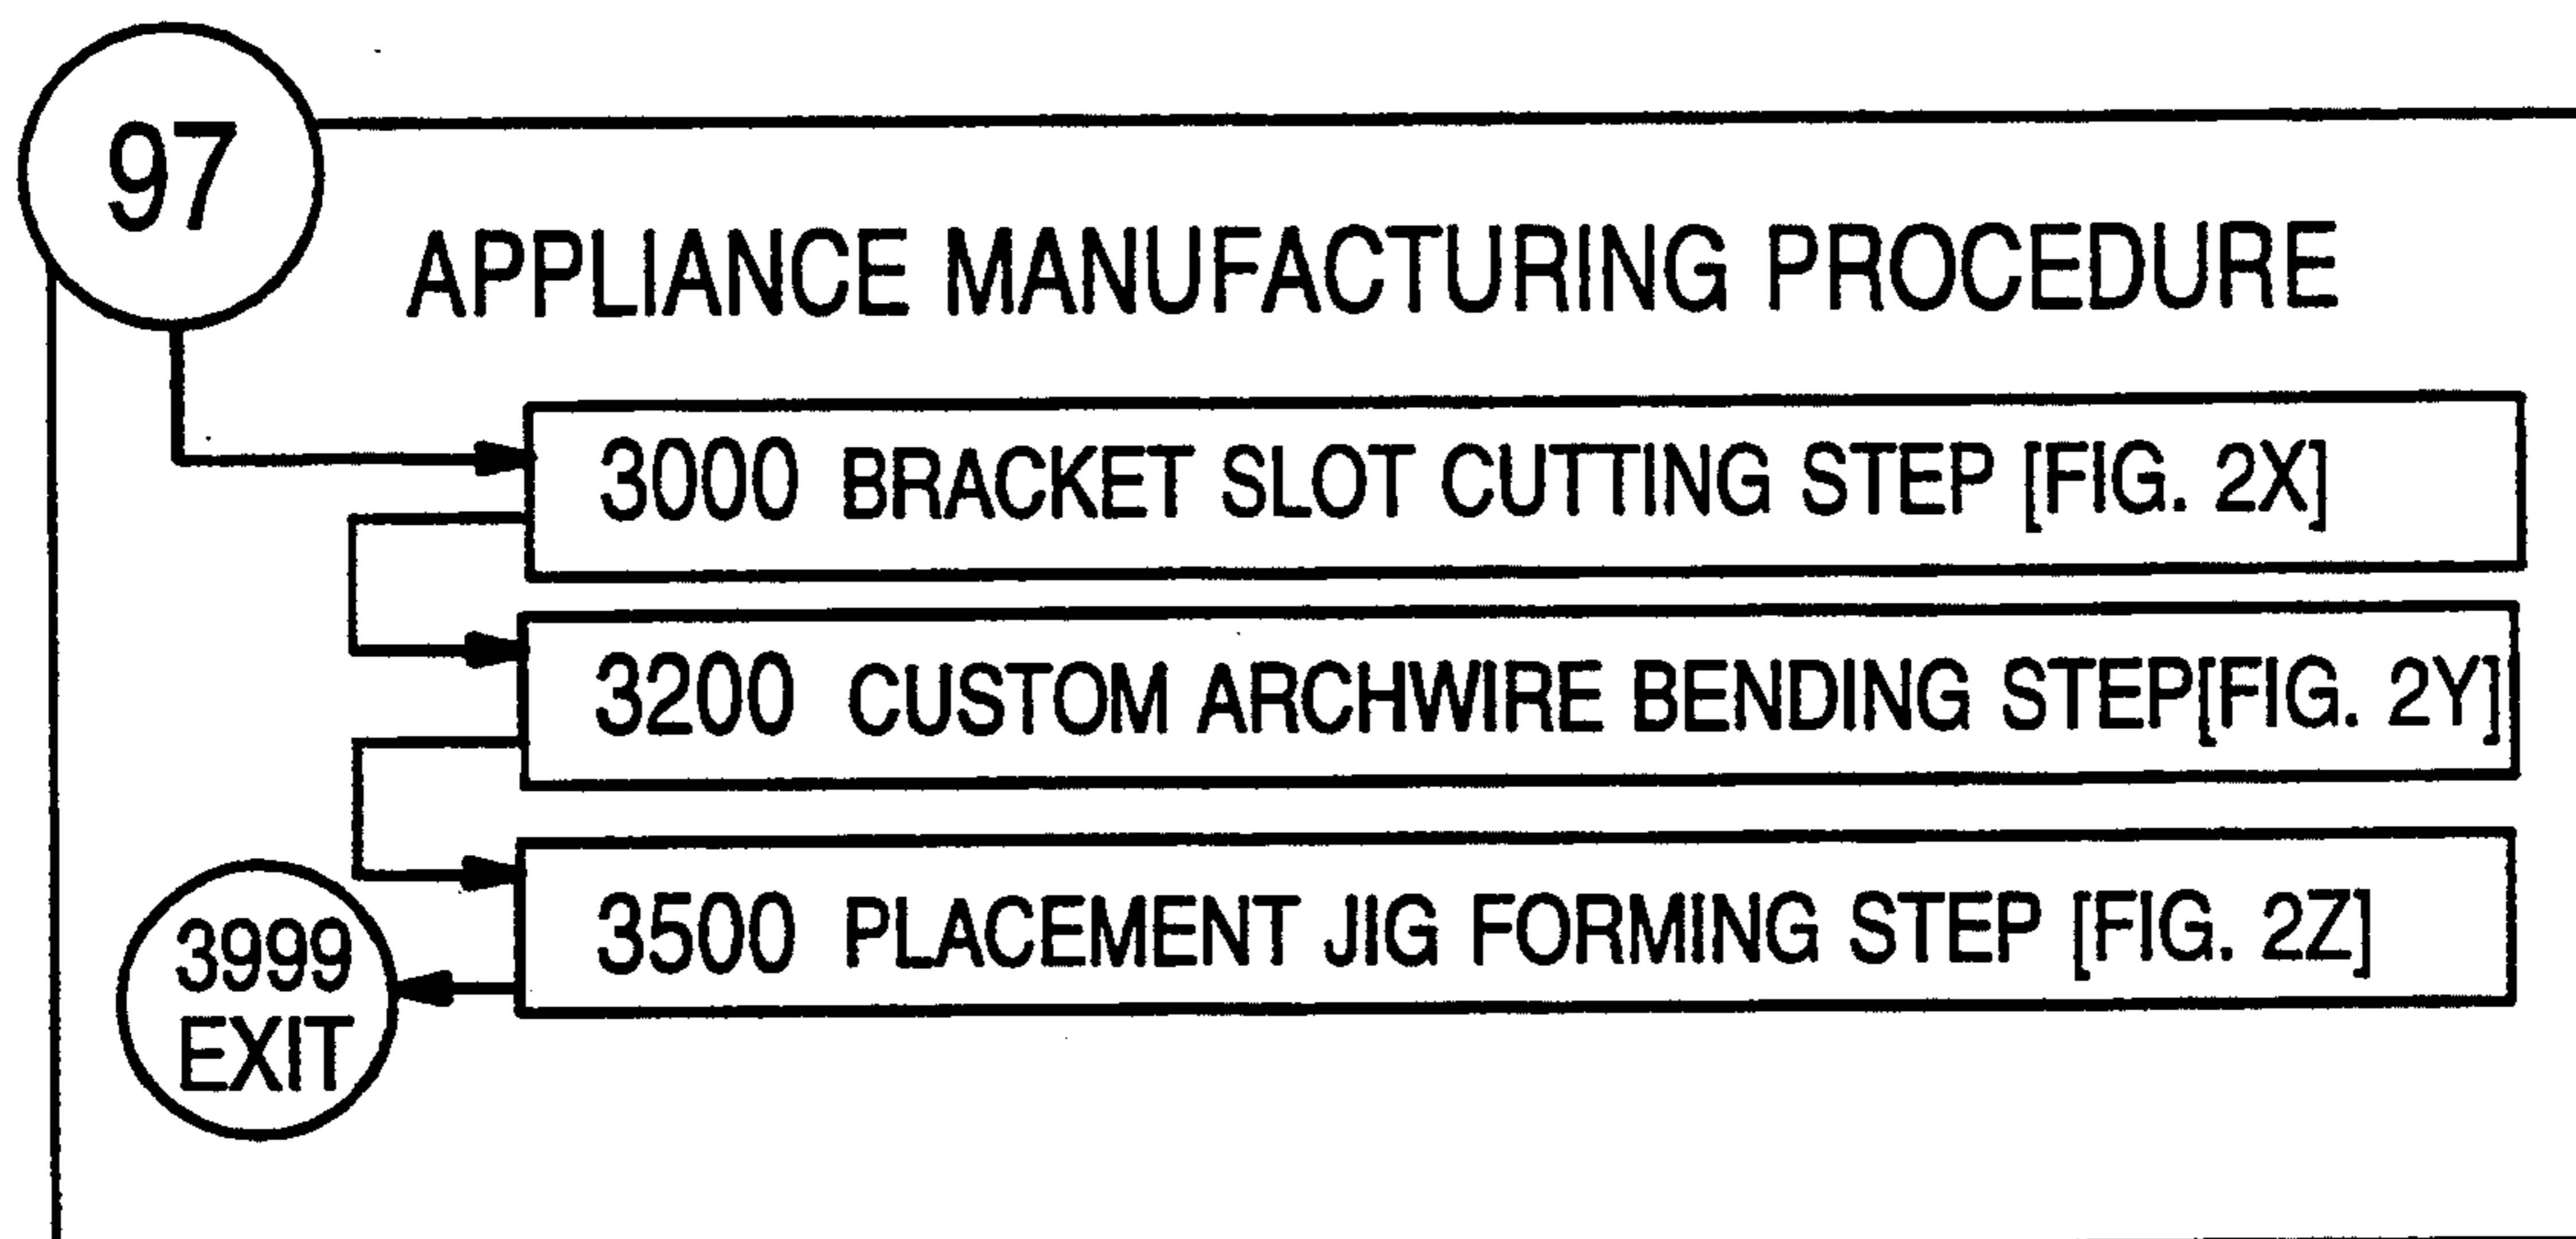 97
APPLIANCE MANUFACTURING PROCEDURE
3000 BRACKET SLOT CUTTING STEP [FIG. 2X]
3200 CUSTOM ARCHWIRE BENDING STEP[FIG. 2Y]
3500 PLACEMENT JIG FORMING STEP [FIG. 2Z]
3999
EXIT